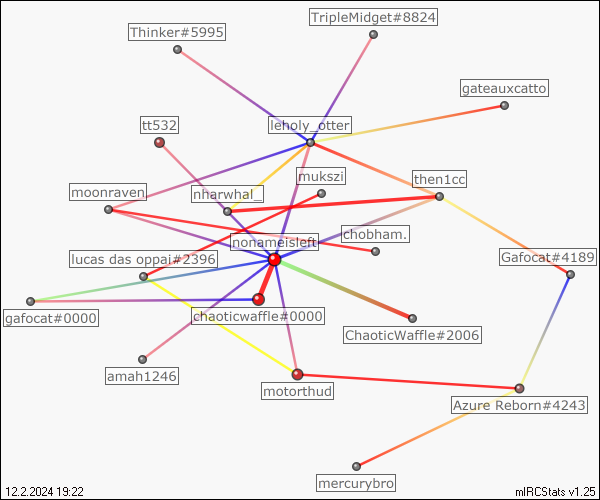 TripleMidget#8824
Thinker#5995
gateauxcatto
tt532
leholy_otter
mukszi
then1cc
moonraven
nharwhal_
chobham.
nonameisleft
lucas das oppai#2396
Gafocat#4189
gafocat#0000
chaoticwaffle#0000
ChaoticWaffle#2006
amah1246
motorthud
Azure Reborn#4243
mercurybro
12.2.2024 19:22
mIRCStats v1.25